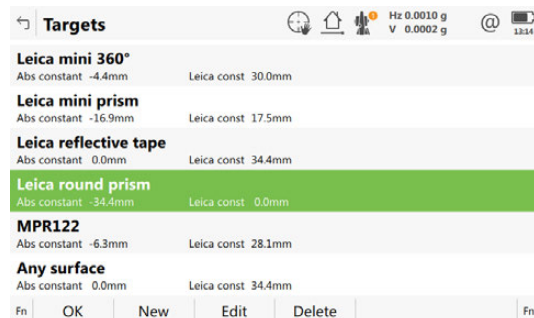 Targets
Hz 0.0010 g
V 0.0002 g
@
13:14
Leica mini 360°
Abs constant -4.4mm Leica const 30.0mm
Leica mini prism
Abs constant -16.9mm Leica const 17.5mm
Leica reflective tape
Abs constant 0.0mm Leica const 34.4mm
Leica round prism
Abs constant -34.4mm Leica const 0.0mm
MPR122
Abs constant -6.3mm Leica const 28.1mm
Any surface
Abs constant 0.0mm Leica const 34.4mm
Fn OK New Edit Delete Fn